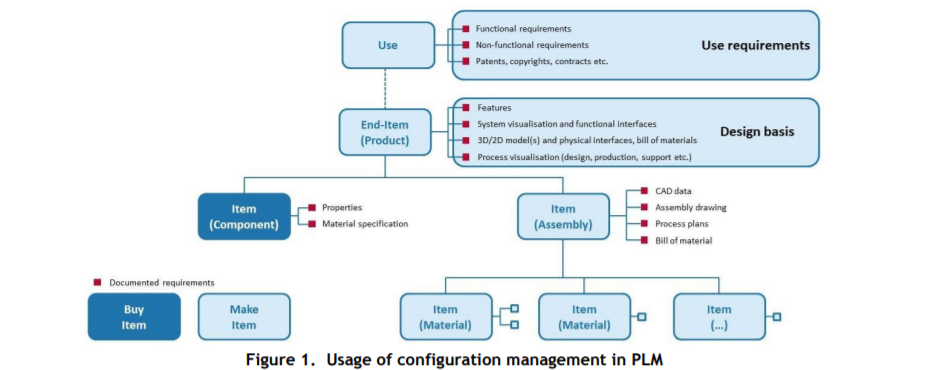 Use
Functional requirements
Non-functional requirements
Patents, copyrights, contracts etc.
Use requirements
End-Item
(Product)
Features
System visualisation and functional interfaces
3D/2D model(s) and physical interfaces, bill of materials
Process visualisation (design, production, support etc.)
Design basis
Item
(Component)
Properties
Material specification
Item
(Assembly)
CAD data
Assembly drawing
Process plans
Bill of material
Documented requirements
Buy
Item
Make
Item
Item
(Material)
Item
(Material)
Item
(...)
Figure 1. Usage of configuration management in PLM